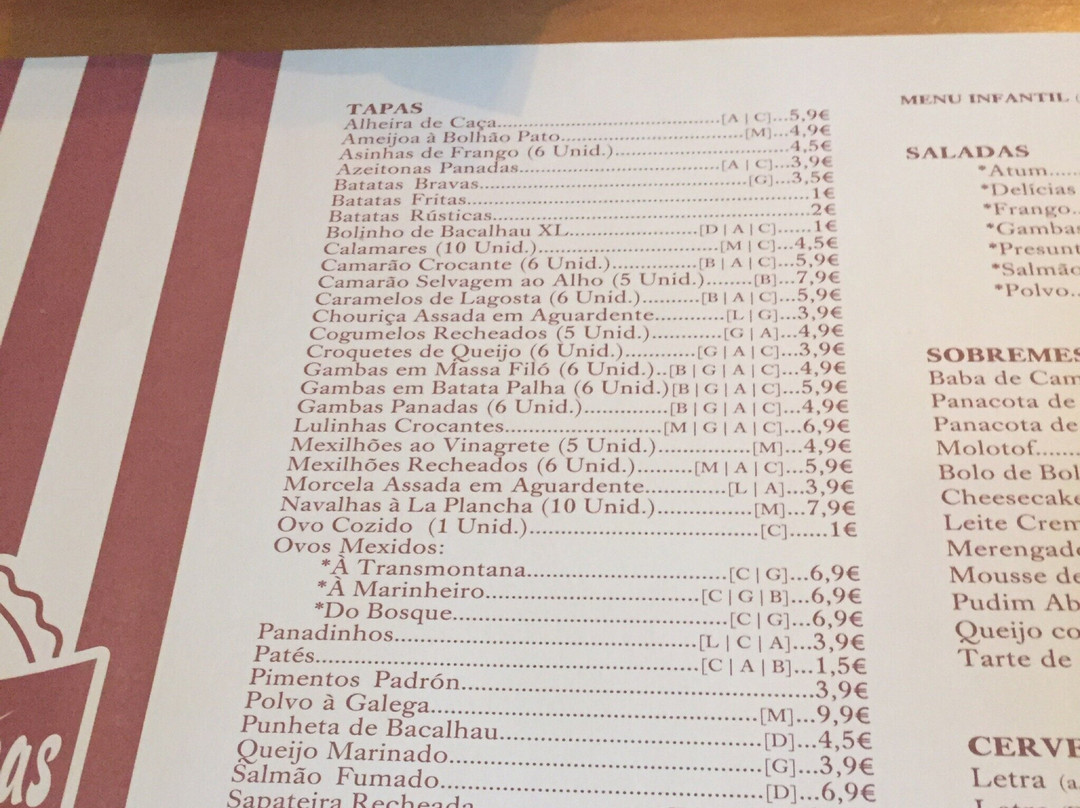 TAPAS
Alheira de Caça...[A | C]...5,9€
Ameijoa à Bolhão Pato...[M]...4,9€
Asinhas de Frango (6 Unid.)...4,5€
Azeitonas Panadas...[A | C]...3,9€
Batatas Bravas...[G]...3,5€
Batatas Fritas...1€
Batatas Rústicas...2€
Bolinho de Bacalhau XL...[D | A | C]...1€
Calamares (10 Unid.)...[M | C]...4,5€
Camarão Crocante (6 Unid.)...[B | A | C]...5,9€
Camarão Selvagem ao Alho (5 Unid.)...[B]...7,9€
Caramelos de Lagosta (6 Unid.)...[B | A | C]...5,9€
Chouriça Assada em Aguardente...[L | G]...3,9€
Cogumelos Recheados (5 Unid.)...[G | A]...4,9€
Croquetes de Queijo (6 Unid.)...[G | A | C]...3,9€
Gambas em Massa Filó (6 Unid.)..[B | G | A | C]...4,9€
Gambas em Batata Palha (6 Unid.)[B | G | A | C]...5,9€
Gambas Panadas (6 Unid.)...[B | G | A | C]...4,9€
Lulinhas Crocantes...[M | G | A | C]...6,9€
Mexilhões ao Vinagrete (5 Unid.)...[M]...4,9€
Mexilhões Recheados (6 Unid.)...[M | A | C]...5,9€
Morcela Assada em Aguardente...[L | A]...3,9€
Navalhas à La Plancha (10 Unid.)...[M]...7,9€
Ovo Cozido (1 Unid.)...[C]...1€
Ovos Mexidos:
*À Transmontana...[C | G]...6,9€
*À Marinheiro...[C | G | B]...6,9€
*Do Bosque...[C | G]...6,9€
Panadinhos...[L | C | A]...3,9€
Patés...[C | A | B]...1,5€
Pimentos Padrón...3,9€
Polvo à Galega...[M]...9,9€
Punheta de Bacalhau...[D]...4,5€
Queijo Marinado...[G]...3,9€
Salmão Fumado...[D]...6,9€
Sapateira Recheada
MENU INFANTIL (
SALADAS
*Atum...
*Delícias
*Frango..
*Gambas
*Presunt
*Salmão
*Polvo..
SOBREMES
Baba de Cam
Panacota de
Panacota de
Molotof...
Bolo de Bol
Cheesecake
Leite Crem
Merengado
Mousse de
Pudim Ab
Queijo co
Tarte de
CERVE
Letra (a
as